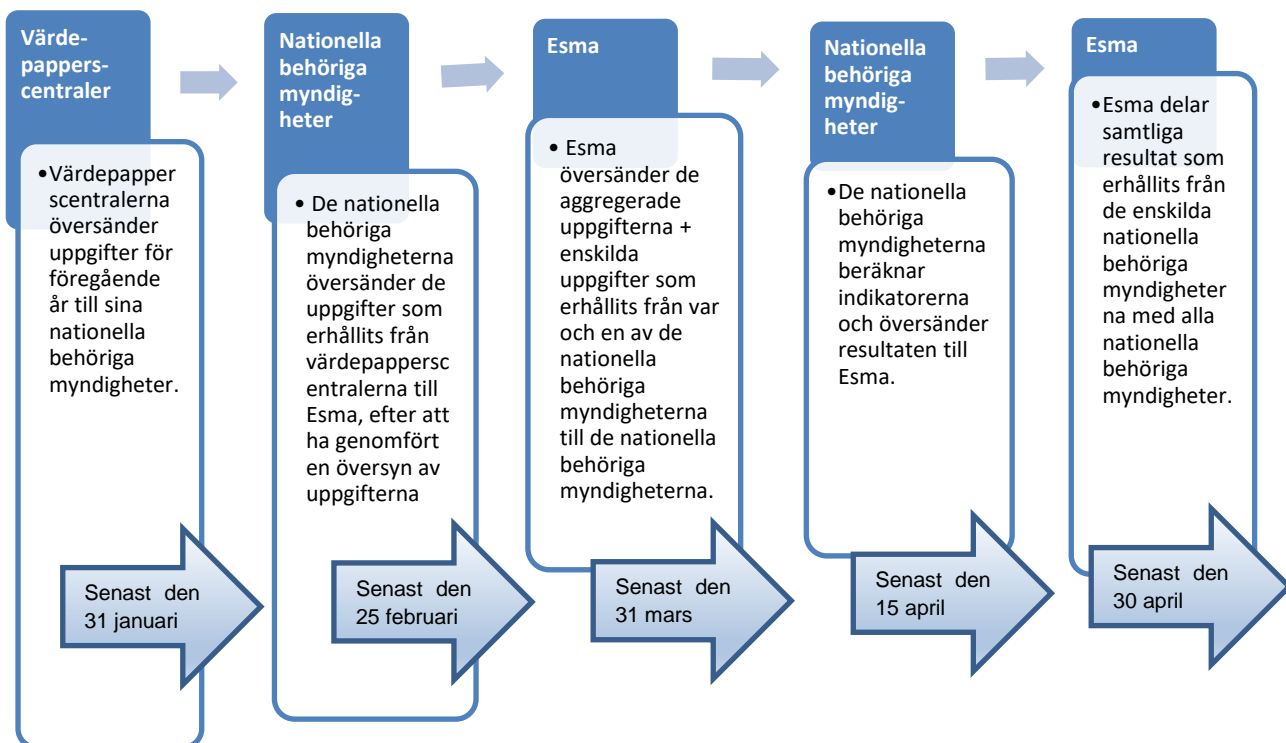 Värde-
pappers-
centraler
•Värdepapper
scentralerna
översänder
uppgifter för
föregående
år till sina
nationella
behöriga
myndigheter.
Senast den
31 januari
Nationella
behöriga
myndig-
heter
• De nationella
behöriga
myndigheterna
översänder de
uppgifter som
erhållits från
värdepappersc
entralerna till
Esma, efter att
ha genomfört
en översyn av
uppgifterna
Senast den
25 februari
Esma
• Esma
översänder de
aggregerade
uppgifterna +
enskilda
uppgifter som
erhållits från var
och en av de
nationella
behöriga
myndigheterna
till de nationella
behöriga
myndigheterna.
Senast den
31 mars
Nationella
behöriga
myndig-
heter
•De nationella
behöriga
myndigheterna
beräknar
indikatorerna
och översänder
resultaten till
Esma.
Senast den
15 april
Esma
•Esma delar
samtliga
resultat som
erhållits från
de enskilda
nationella
behöriga
myndigheter
na med alla
nationella
behöriga
myndigheter.
Senast den
30 april